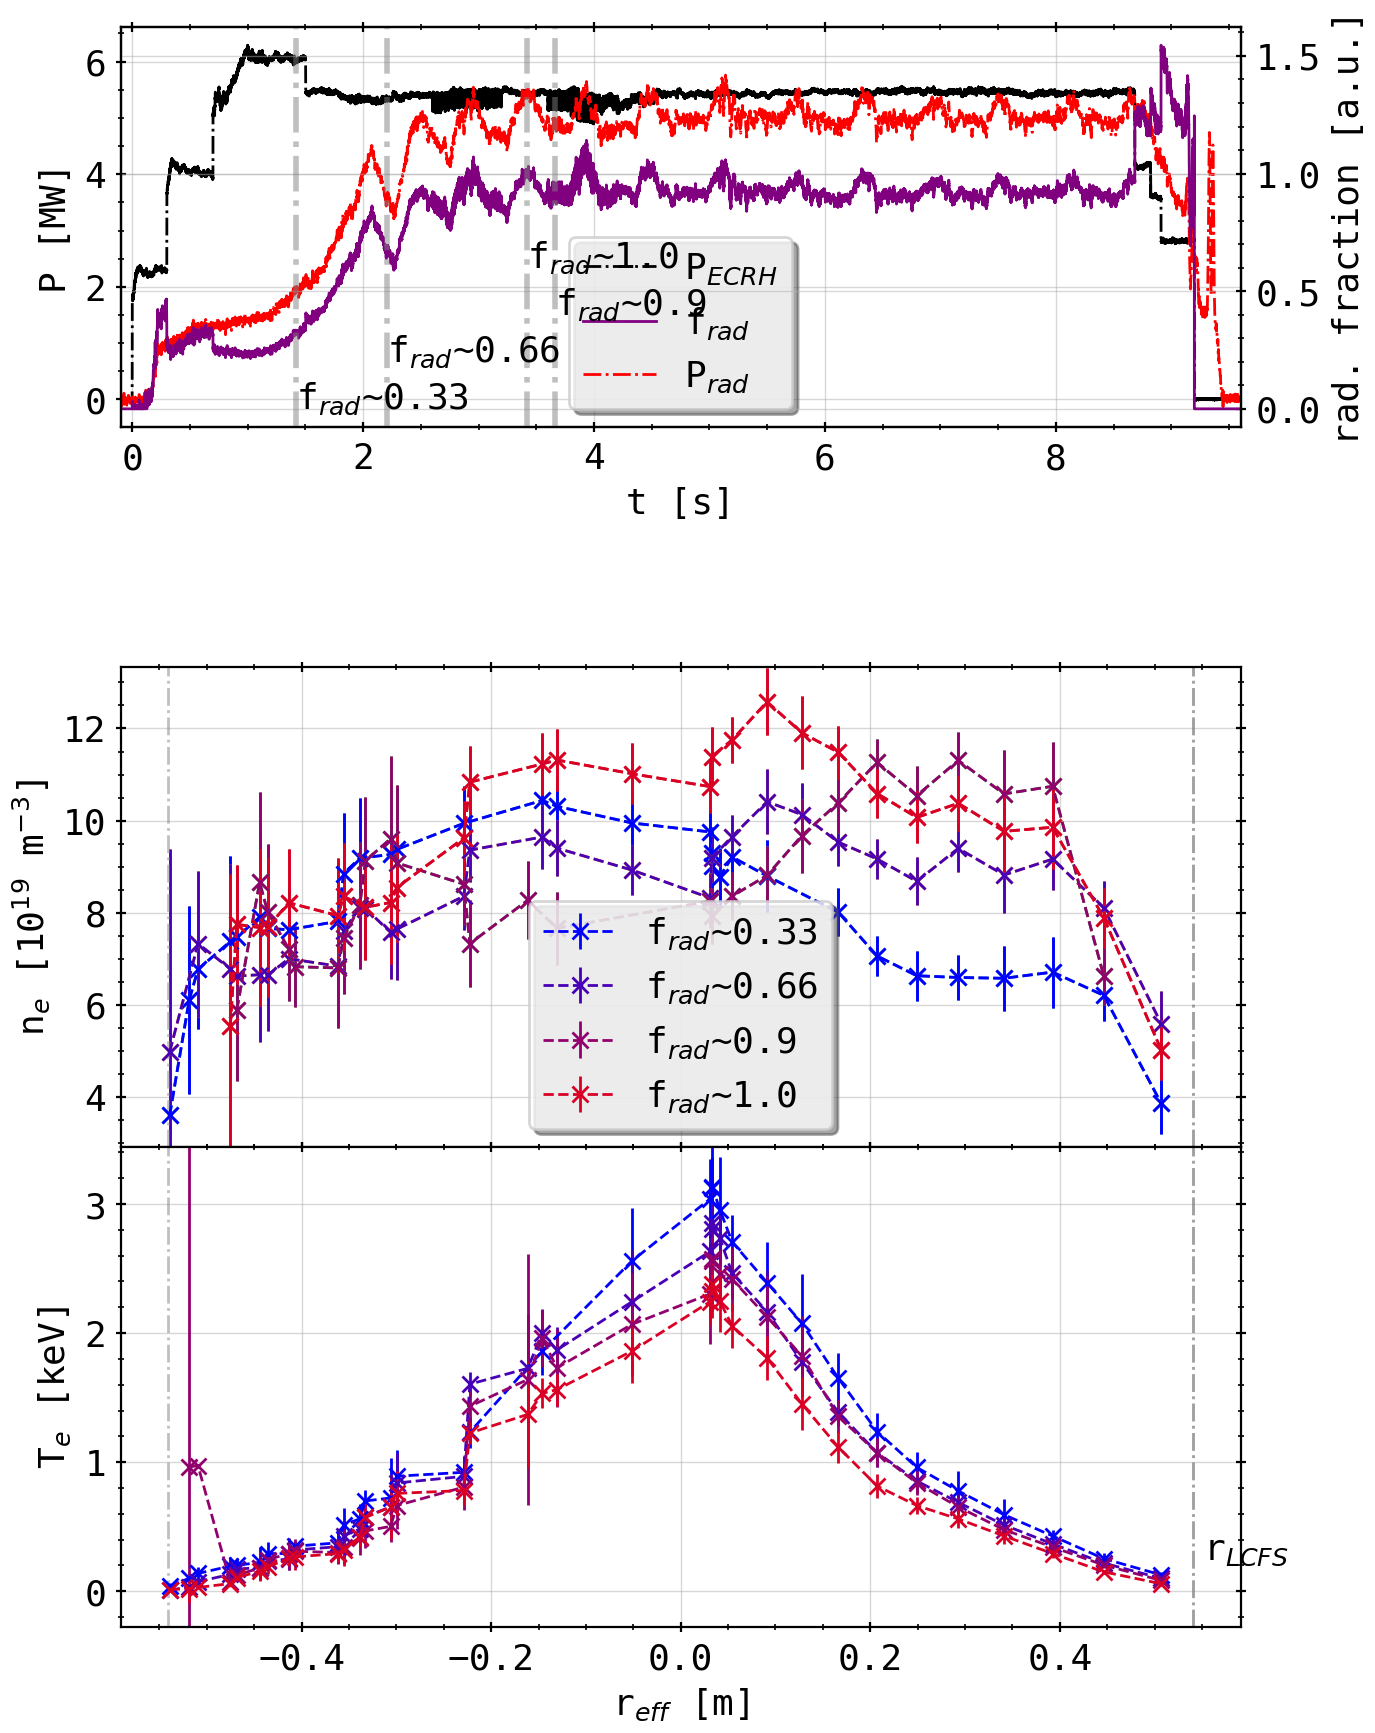 6
4
2
0
P [MW]
1.5
1.0
0.5
0.0
rad. fraction [a.u.]
f_rad~1.0
f_rad~0.9
f_rad~0.66
f_rad~0.33
P_ECRH
f_rad
P_rad
0 2 4 6 8
t [s]
12
10
8
6
4
n_e [10^19 m^−3]
f_rad~0.33
f_rad~0.66
f_rad~0.9
f_rad~1.0
3
2
1
0
T_e [keV]
r_LCFS
−0.4 −0.2 0.0 0.2 0.4
r_eff [m]